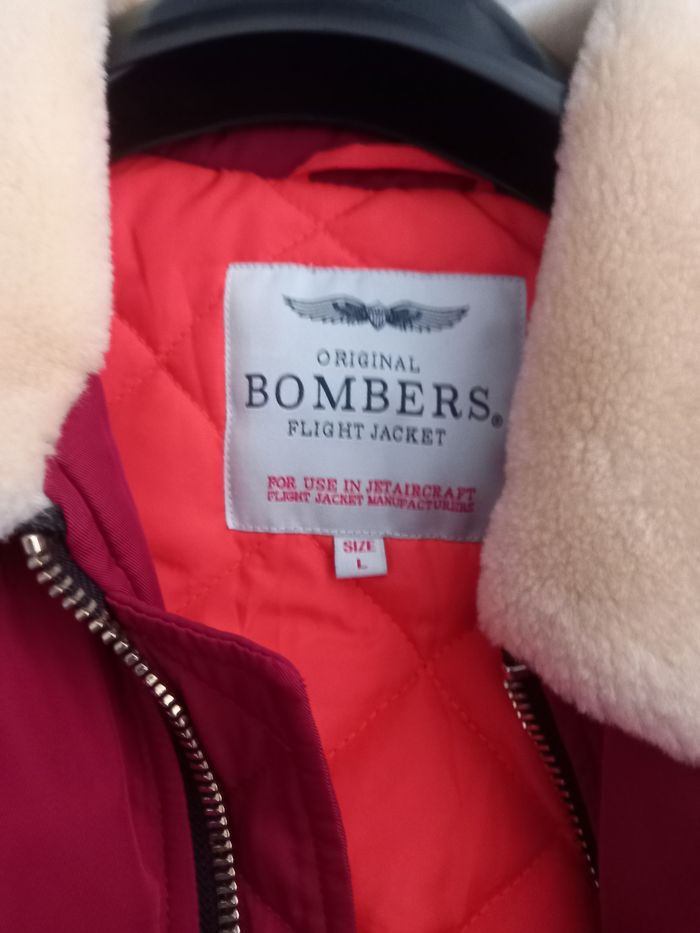 ORIGINAL
BOMBERS®
FLIGHT JACKET
FOR USE IN JETAIRCRAFT
FLIGHT JACKET MANUFACTURERS
SIZE
L